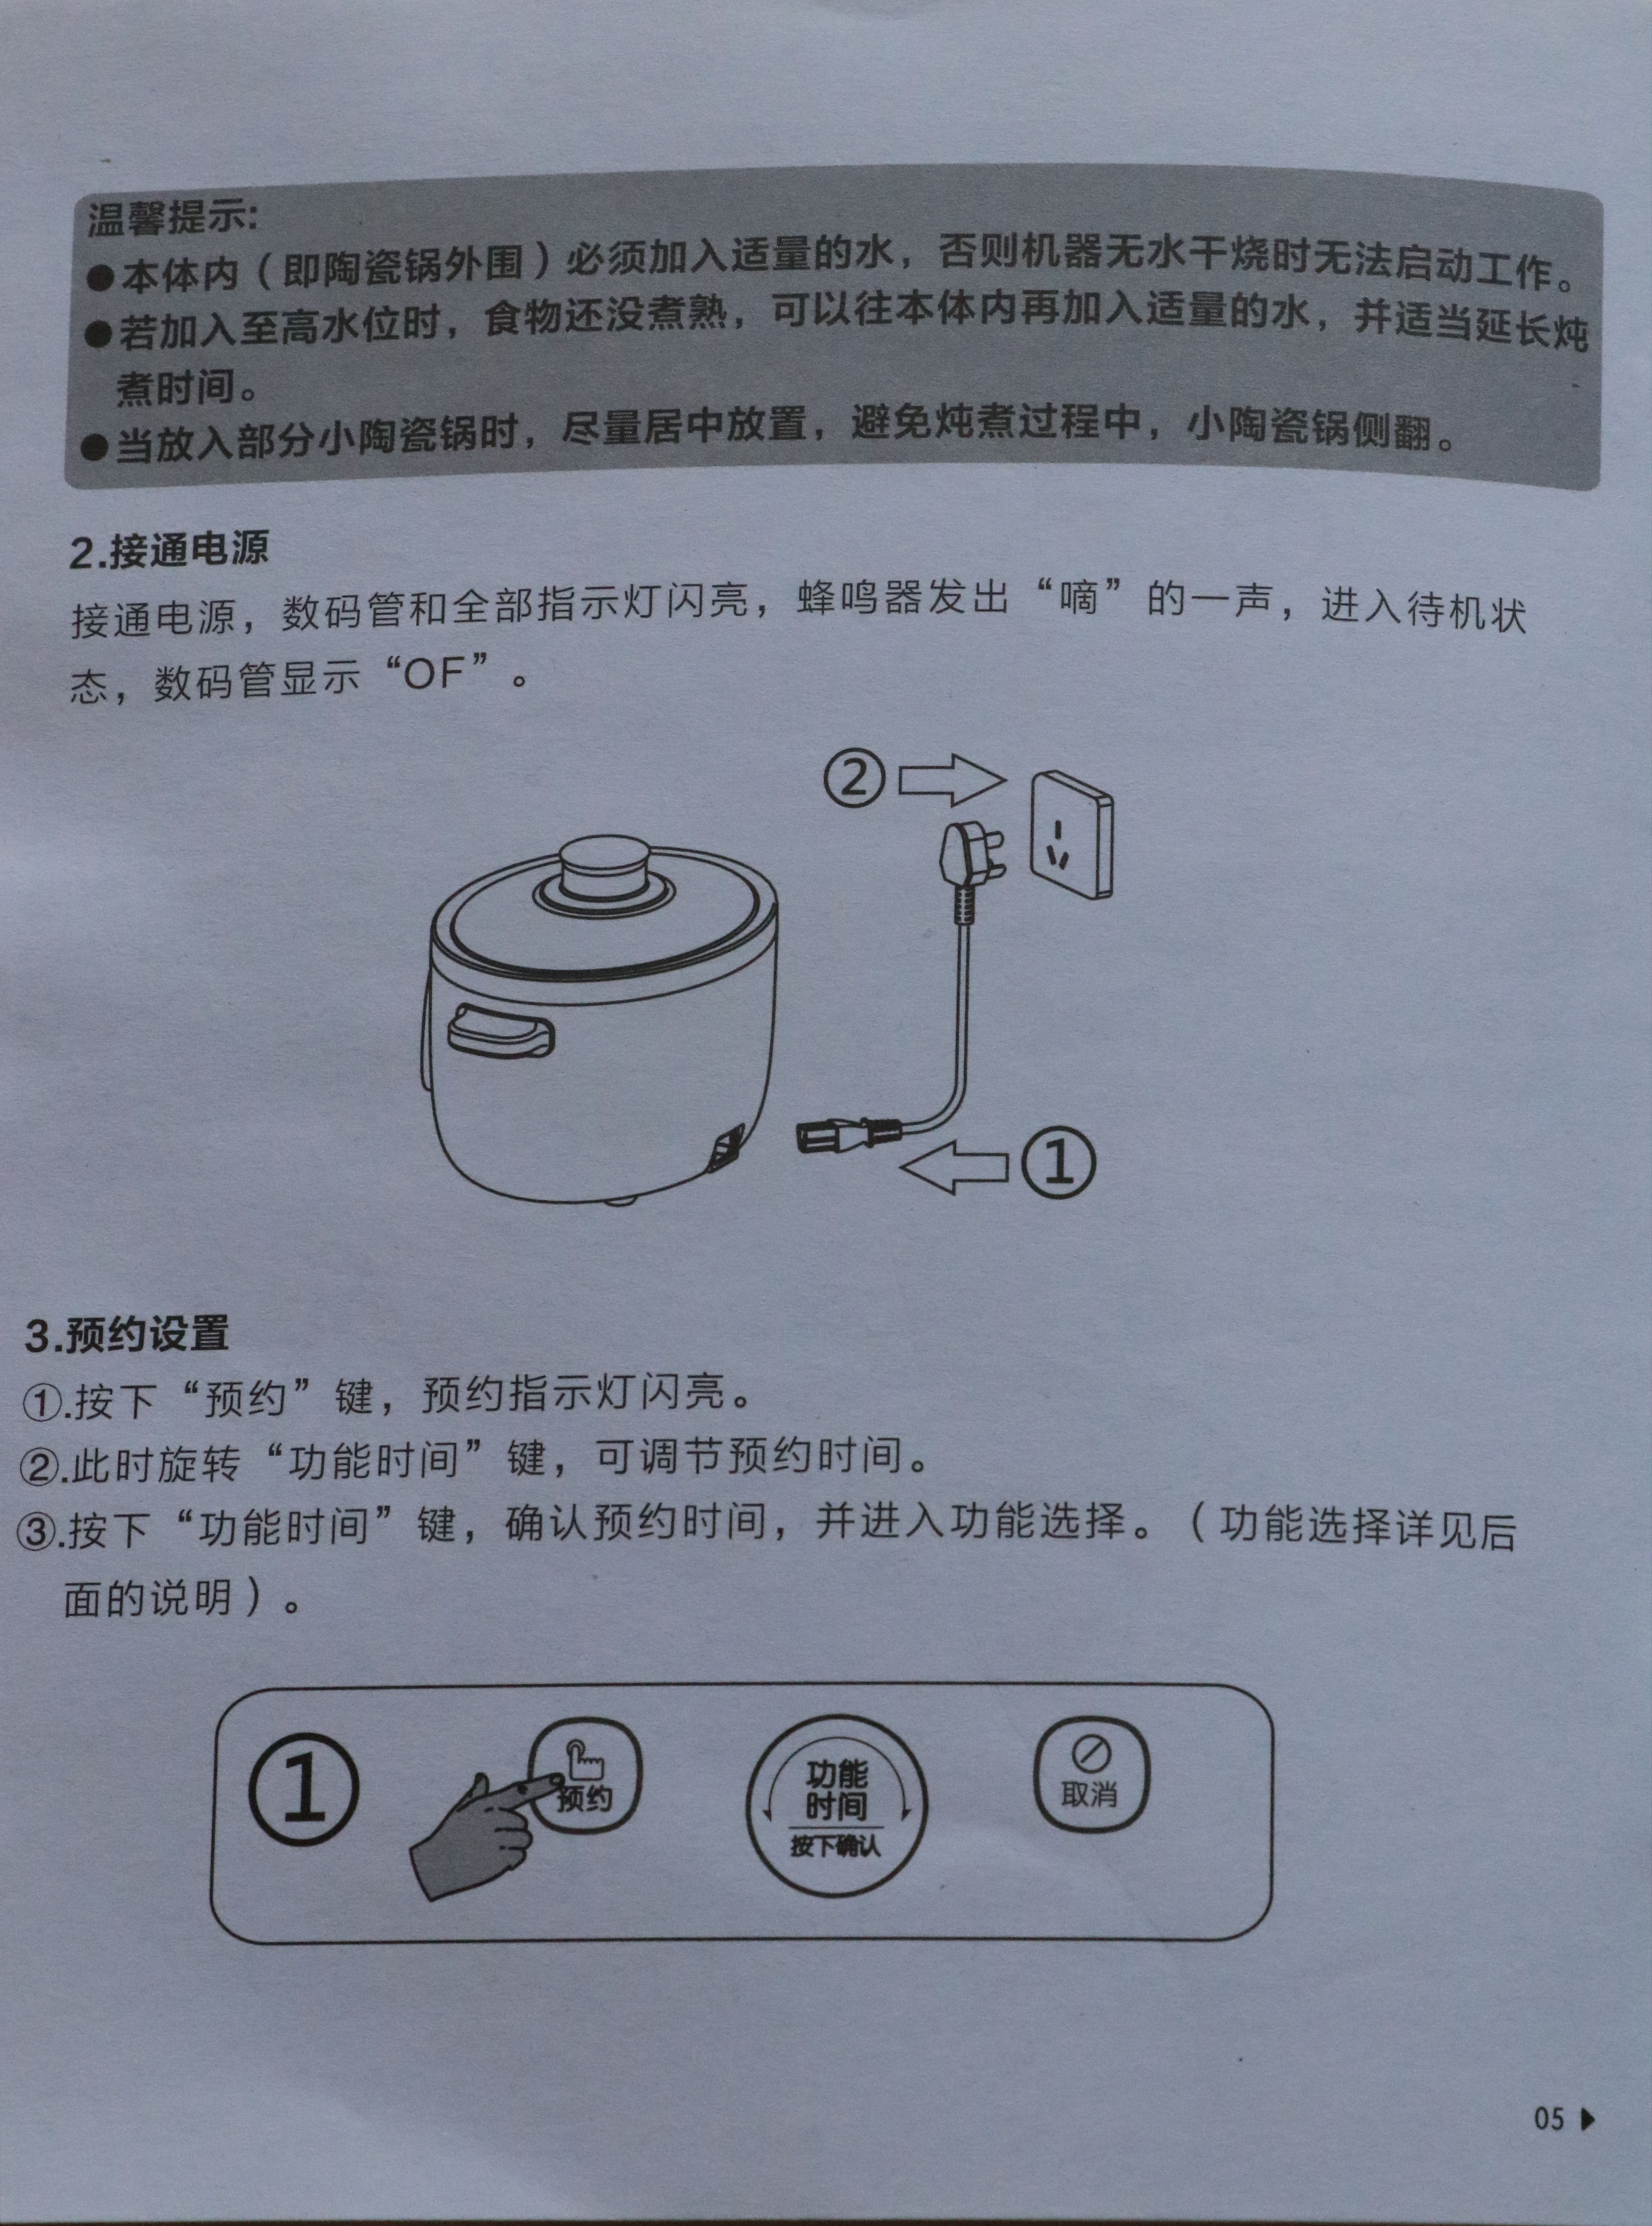 温馨提示:
●本体内（即陶瓷锅外围）必须加入适量的水，否则机器无水干烧时无法启动工作。
●若加入至高水位时，食物还没煮熟，可以往本体内再加入适量的水，并适当延长炖
煮时间。
●当放入部分小陶瓷锅时，尽量居中放置，避免炖煮过程中，小陶瓷锅侧翻。
2.接通电源
接通电源，数码管和全部指示灯闪亮，蜂鸣器发出“嘀”的一声，进入待机状
态，数码管显示“OF”。
②
①
3.预约设置
①.按下“预约”键，预约指示灯闪亮。
②.此时旋转“功能时间”键，可调节预约时间。
③.按下“功能时间”键，确认预约时间，并进入功能选择。（功能选择详见后
面的说明）。
①
预约
功能
时间
按下确认
取消
05